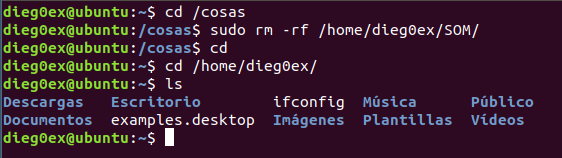 dieg0ex@ubuntu:~$ cd /cosas
dieg0ex@ubuntu:/cosas$ sudo rm -rf /home/dieg0ex/SOM/
dieg0ex@ubuntu:/cosas$ cd
dieg0ex@ubuntu:~$ cd /home/dieg0ex/
dieg0ex@ubuntu:~$ ls
Descargas Escritorio ifconfig Música Público
Documentos examples.desktop Imágenes Plantillas Vídeos
dieg0ex@ubuntu:~$